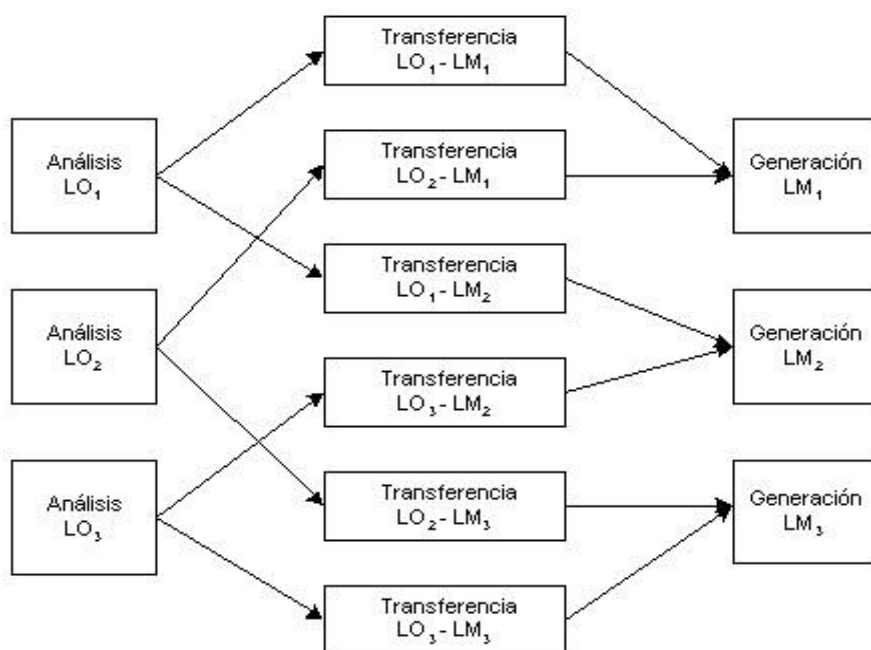 Transferencia
LO₁ - LM₁
Análisis
LO₁
Transferencia
LO₂ - LM₁
Generación
LM₁
Transferencia
LO₁ - LM₂
Análisis
LO₂
Generación
LM₂
Transferencia
LO₃ - LM₂
Análisis
LO₃
Transferencia
LO₂ - LM₃
Generación
LM₃
Transferencia
LO₃ - LM₃